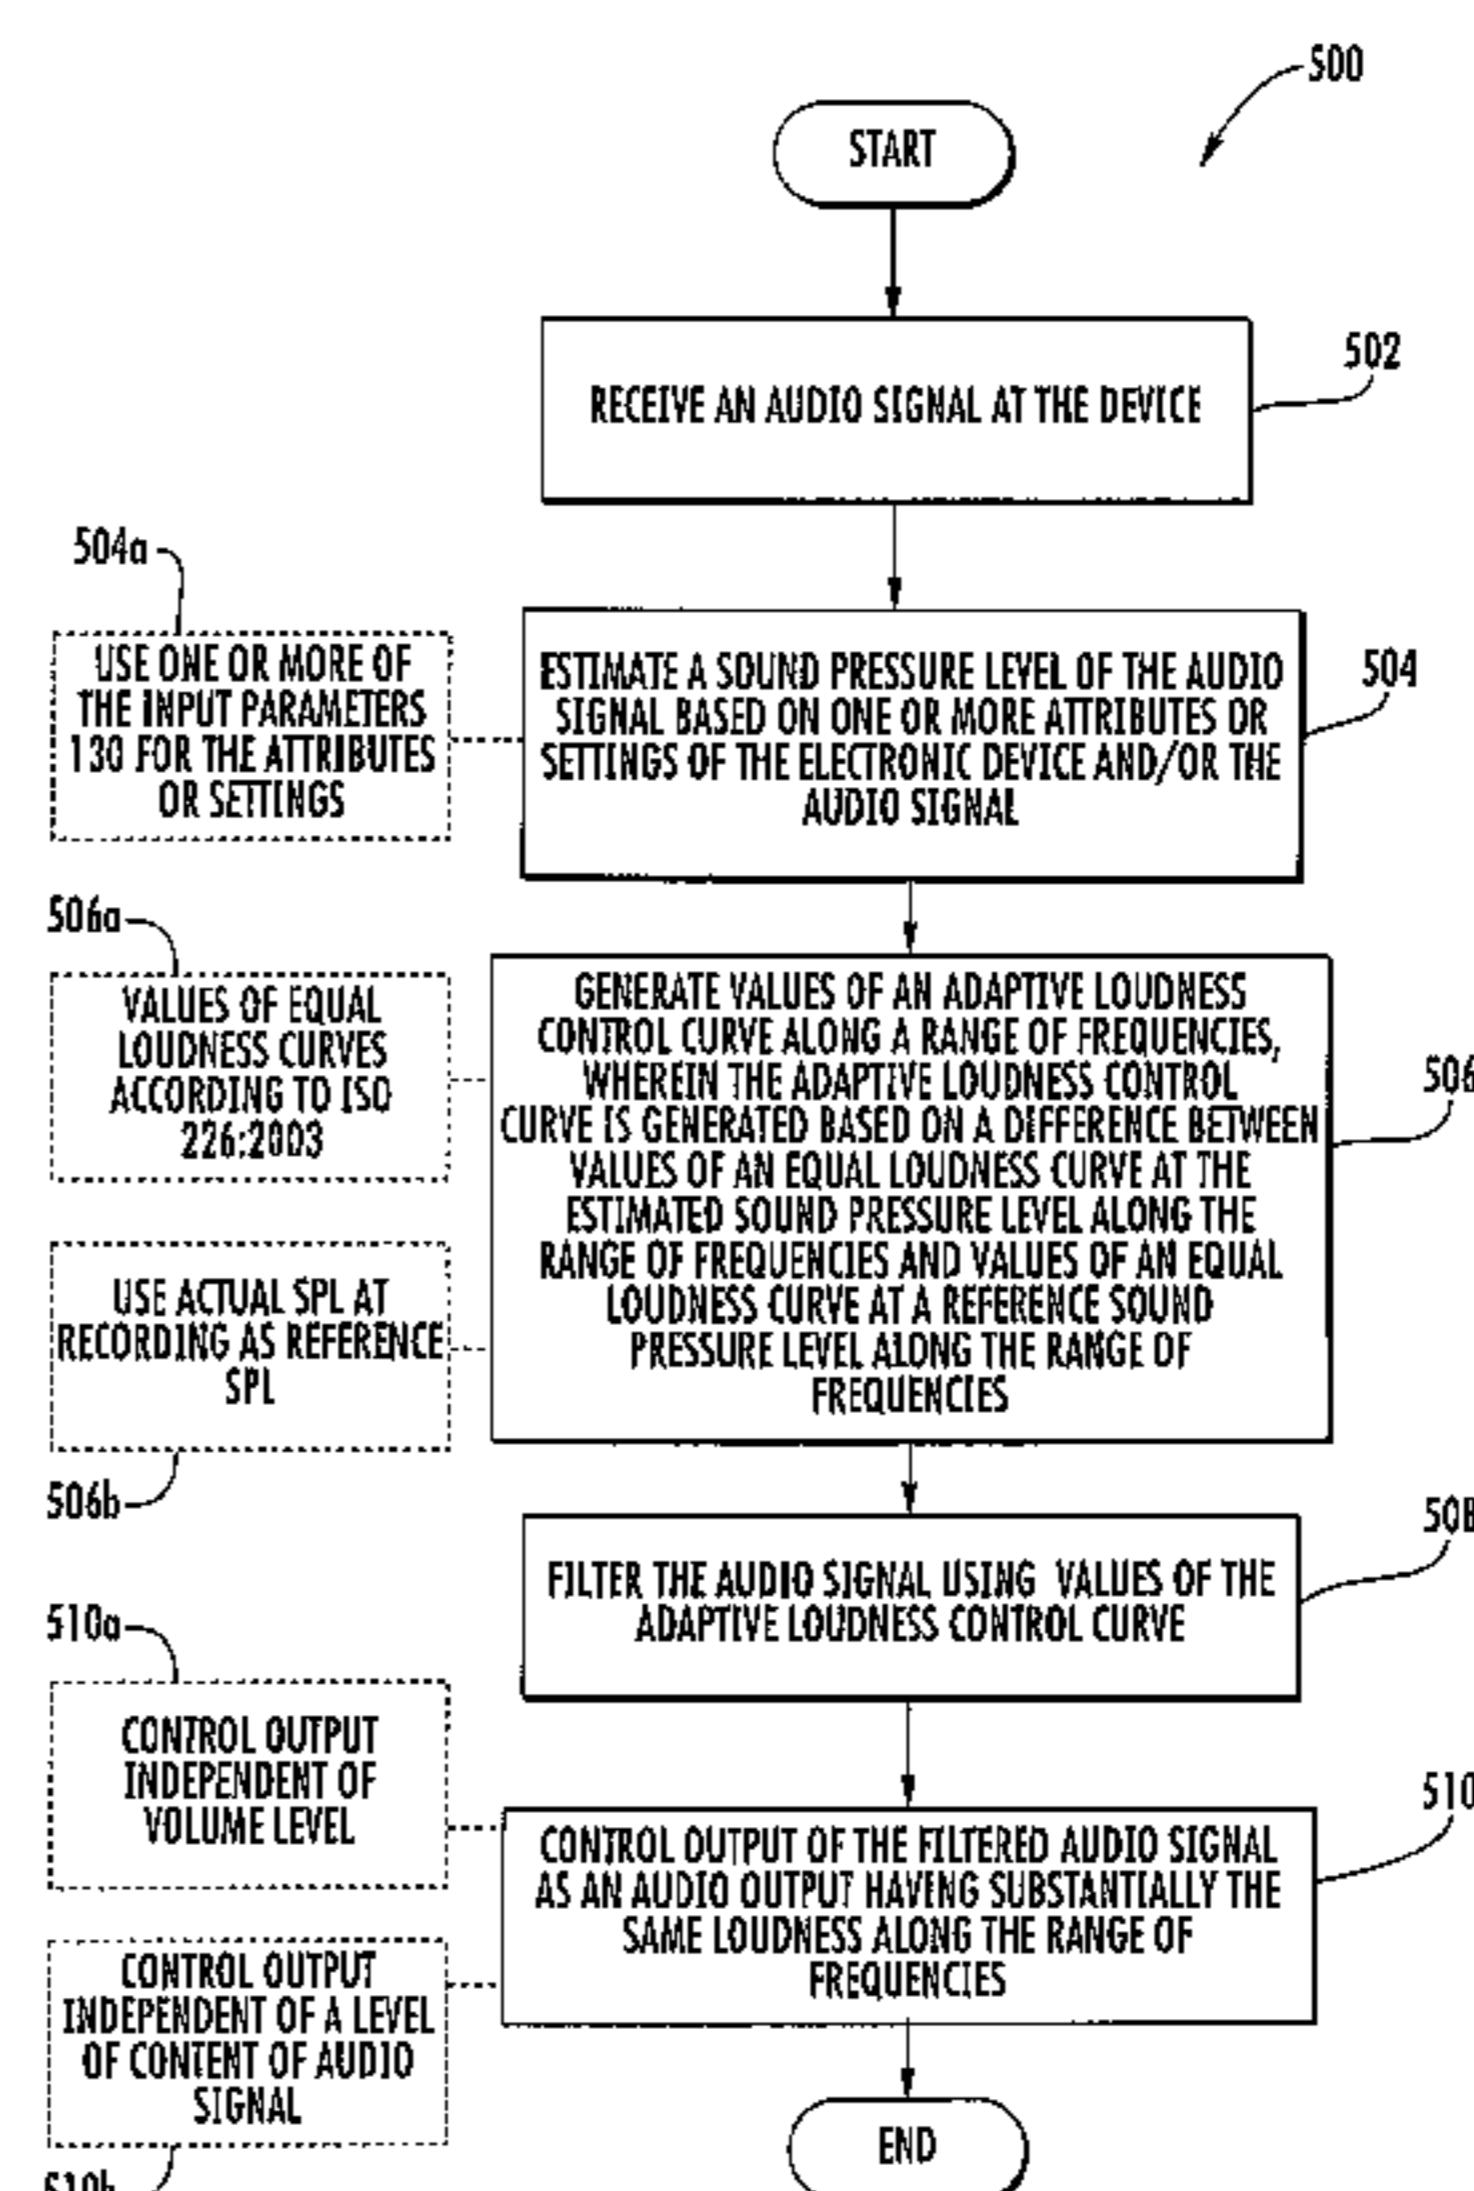 500
START
502
RECEIVE AN AUDIO SIGNAL AT THE DEVICE
504a
USE ONE OR MORE OF
THE INPUT PARAMETERS
130 FOR THE ATTRIBUTES
OR SETTINGS
504
ESTIMATE A SOUND PRESSURE LEVEL OF THE AUDIO
SIGNAL BASED ON ONE OR MORE ATTRIBUTES OR
SETTINGS OF THE ELECTRONIC DEVICE AND/OR THE
AUDIO SIGNAL
506a
VALUES OF EQUAL
LOUDNESS CURVES
ACCORDING TO ISO
226:2003
USE ACTUAL SPL AT
RECORDING AS REFERENCE
SPL
506b
506
GENERATE VALUES OF AN ADAPTIVE LOUDNESS
CONTROL CURVE ALONG A RANGE OF FREQUENCIES,
WHEREIN THE ADAPTIVE LOUDNESS CONTROL
CURVE IS GENERATED BASED ON A DIFFERENCE BETWEEN
VALUES OF AN EQUAL LOUDNESS CURVE AT THE
ESTIMATED SOUND PRESSURE LEVEL ALONG THE
RANGE OF FREQUENCIES AND VALUES OF AN EQUAL
LOUDNESS CURVE AT A REFERENCE SOUND
PRESSURE LEVEL ALONG THE RANGE OF
FREQUENCIES
508
FILTER THE AUDIO SIGNAL USING VALUES OF THE
ADAPTIVE LOUDNESS CONTROL CURVE
510a
CONTROL OUTPUT
INDEPENDENT OF
VOLUME LEVEL
510
CONTROL OUTPUT OF THE FILTERED AUDIO SIGNAL
AS AN AUDIO OUTPUT HAVING SUBSTANTIALLY THE
SAME LOUDNESS ALONG THE RANGE OF
FREQUENCIES
CONTROL OUTPUT
INDEPENDENT OF A LEVEL
OF CONTENT OF AUDIO
SIGNAL
510b
END